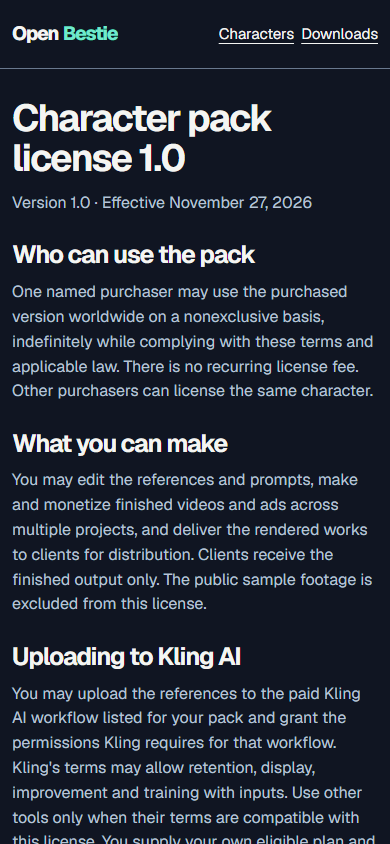 Open Bestie Characters Downloads
Character pack
license 1.0
Version 1.0 · Effective November 27, 2026
Who can use the pack
One named purchaser may use the purchased
version worldwide on a nonexclusive basis,
indefinitely while complying with these terms and
applicable law. There is no recurring license fee.
Other purchasers can license the same character.
What you can make
You may edit the references and prompts, make
and monetize finished videos and ads across
multiple projects, and deliver the rendered works
to clients for distribution. Clients receive the
finished output only. The public sample footage is
excluded from this license.
Uploading to Kling AI
You may upload the references to the paid Kling
AI workflow listed for your pack and grant the
permissions Kling requires for that workflow.
Kling's terms may allow retention, display,
improvement and training with inputs. Use other
tools only when their terms are compatible with
this license. You supply your own eligible plan and